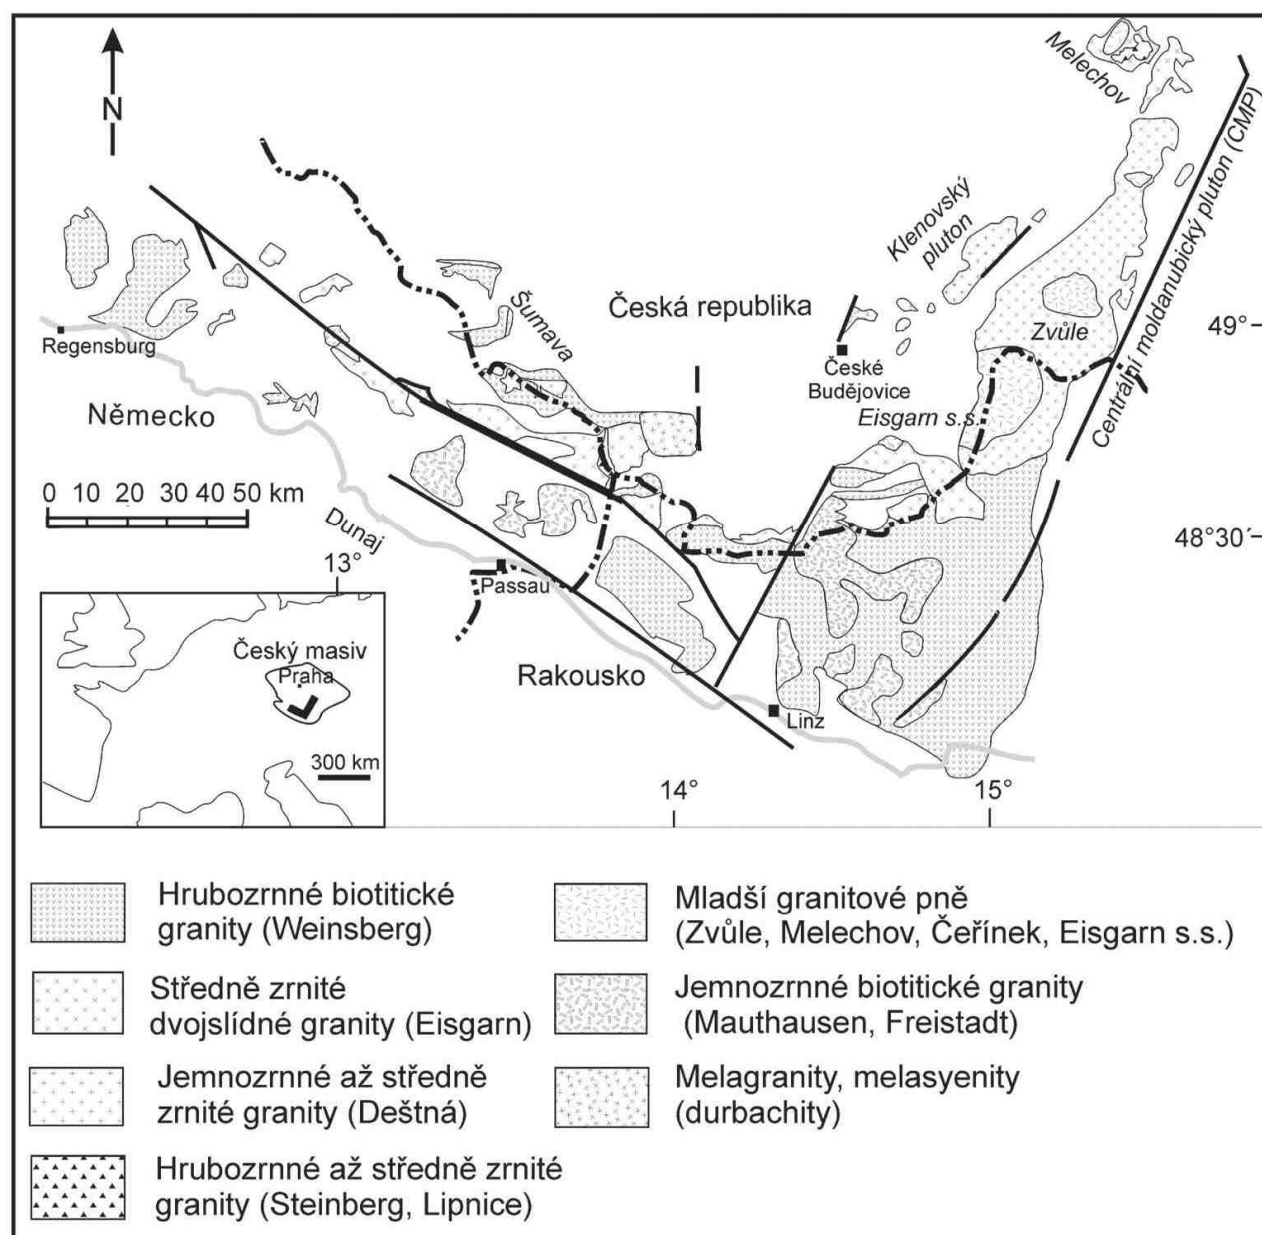 Melechov
N
Centrální moldanubický pluton (CMP)
Klenovský
pluton
Šumava
Česká republika
49°
Zvůle
Regensburg
České
Budějovice
Německo
Eisgarn s.s.
0 10 20 30 40 50 km
Dunaj
48°30´
13°
Passau
Český masiv
Praha
Rakousko
Linz
300 km
14°
15°
Hrubozrnné biotitické
granity (Weinsberg)
Středně zrnité
dvojslídné granity (Eisgarn)
Jemnozrnné až středně
zrnité granity (Deštná)
Hrubozrnné až středně zrnité
granity (Steinberg, Lipnice)
Mladší granitové pně
(Zvůle, Melechov, Čeřínek, Eisgarn s.s.)
Jemnozrnné biotitické granity
(Mauthausen, Freistadt)
Melagranity, melasyenity
(durbachity)